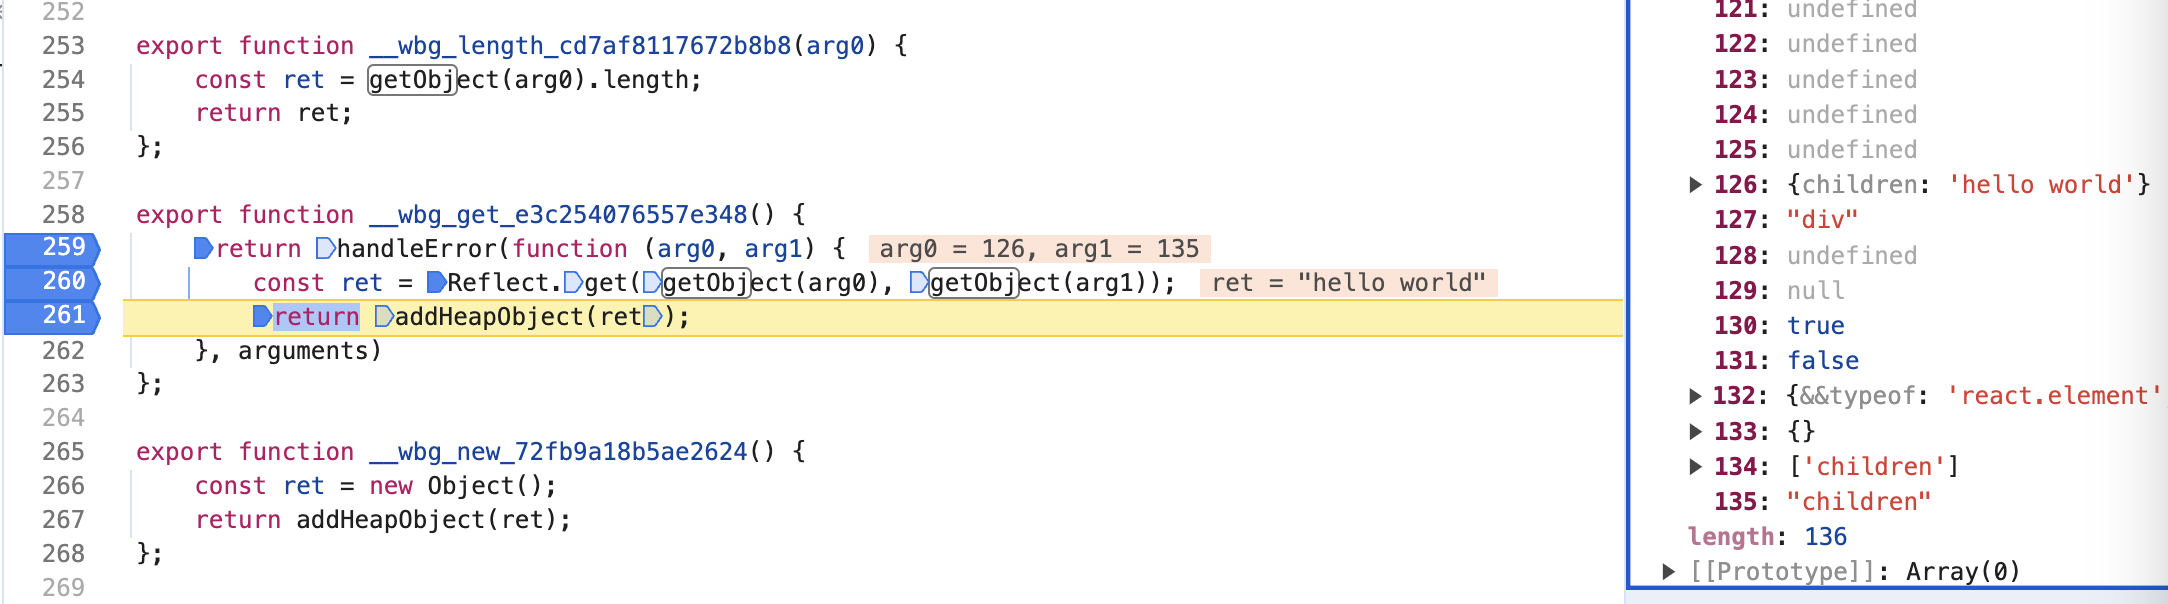 252
253 export function __wbg_length_cd7af8117672b8b8(arg0) {
254 const ret = getObject(arg0).length;
255 return ret;
256 };
257
258 export function __wbg_get_e3c254076557e348() {
259 return handleError(function (arg0, arg1) { arg0 = 126, arg1 = 135
260 const ret = Reflect.get(getObject(arg0), getObject(arg1)); ret = "hello world"
261 return addHeapObject(ret);
262 }, arguments)
263 };
264
265 export function __wbg_new_72fb9a18b5ae2624() {
266 const ret = new Object();
267 return addHeapObject(ret);
268 };
269
121: undefined
122: undefined
123: undefined
124: undefined
125: undefined
126: {children: 'hello world'}
127: "div"
128: undefined
129: null
130: true
131: false
132: {&&typeof: 'react.element'
133: {}
134: ['children']
135: "children"
length: 136
[[Prototype]]: Array(0)